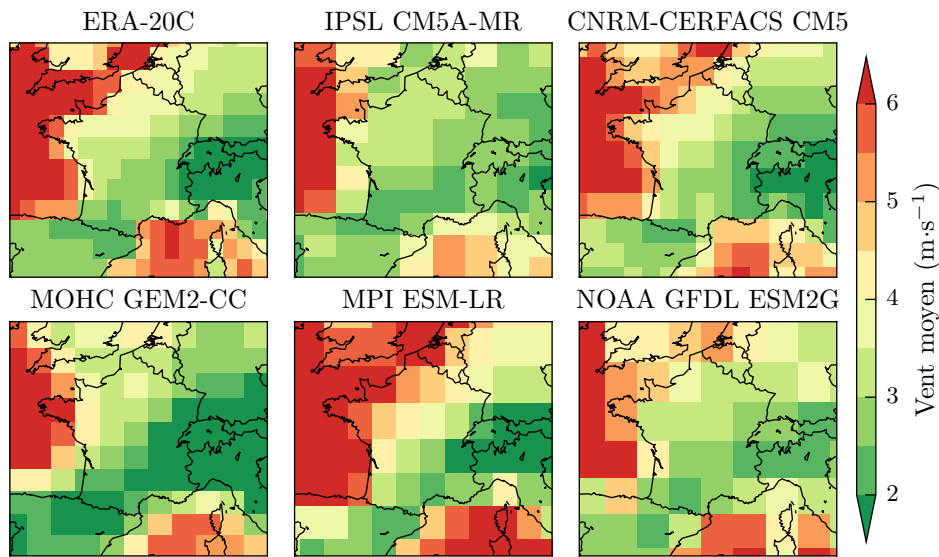 ERA-20C
IPSL CM5A-MR
CNRM-CERFACS CM5
MOHC GEM2-CC
MPI ESM-LR
NOAA GFDL ESM2G
6
5
4
3
2
Vent moyen (m·s⁻¹)